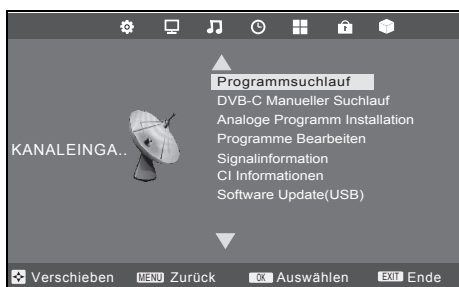 Programmsuchlauf
DVB-C Manueller Suchlauf
Analoge Programm Installation
Programme Bearbeiten
KANALEINGA..
Signalinformation
CI Informationen
Software Update(USB)
Verschieben MENU Zurück OK Auswählen EXIT Ende